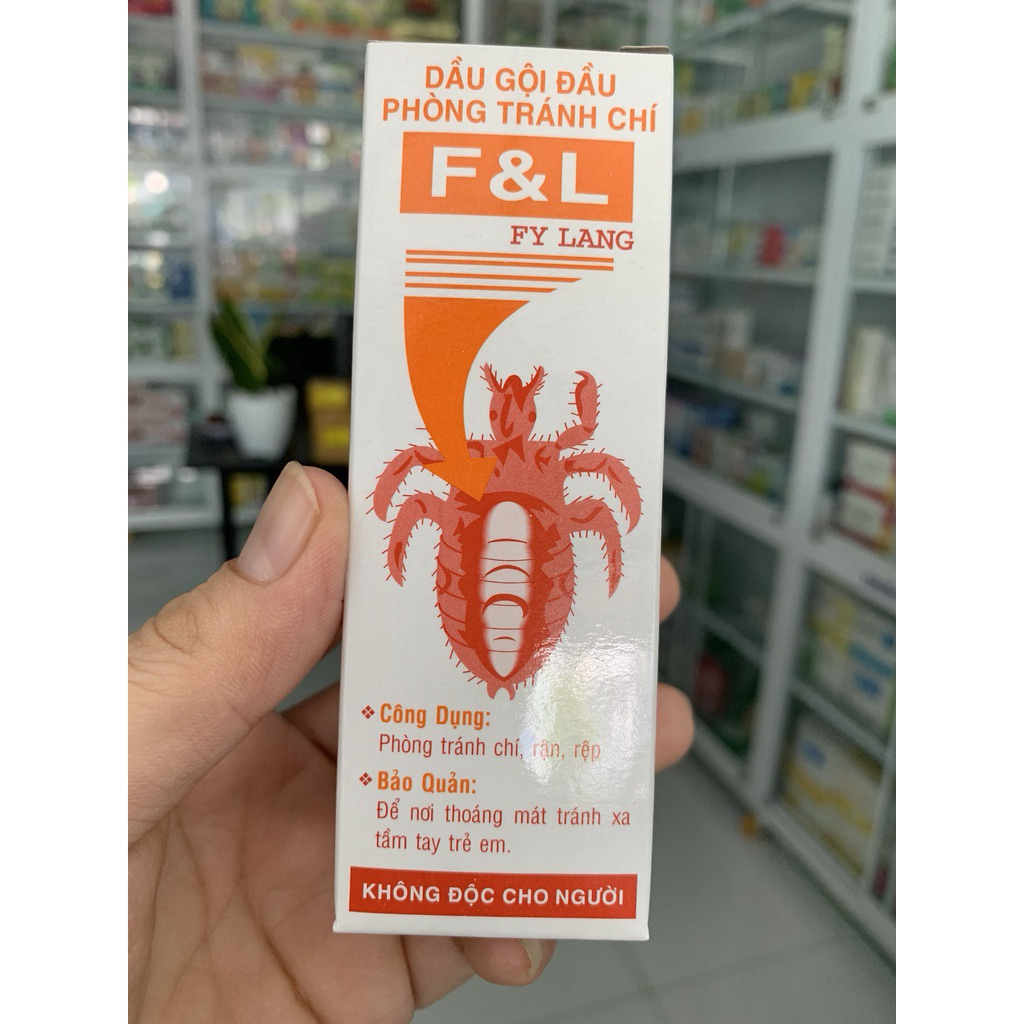 DẦU GỘI ĐẦU
PHÒNG TRÁNH CHÍ
F&L
FY LANG
❖ Công Dụng:
Phòng tránh chí, rận, rệp
❖ Bảo Quản:
Để nơi thoáng mát tránh xa
tầm tay trẻ em.
KHÔNG ĐỘC CHO NGƯỜI